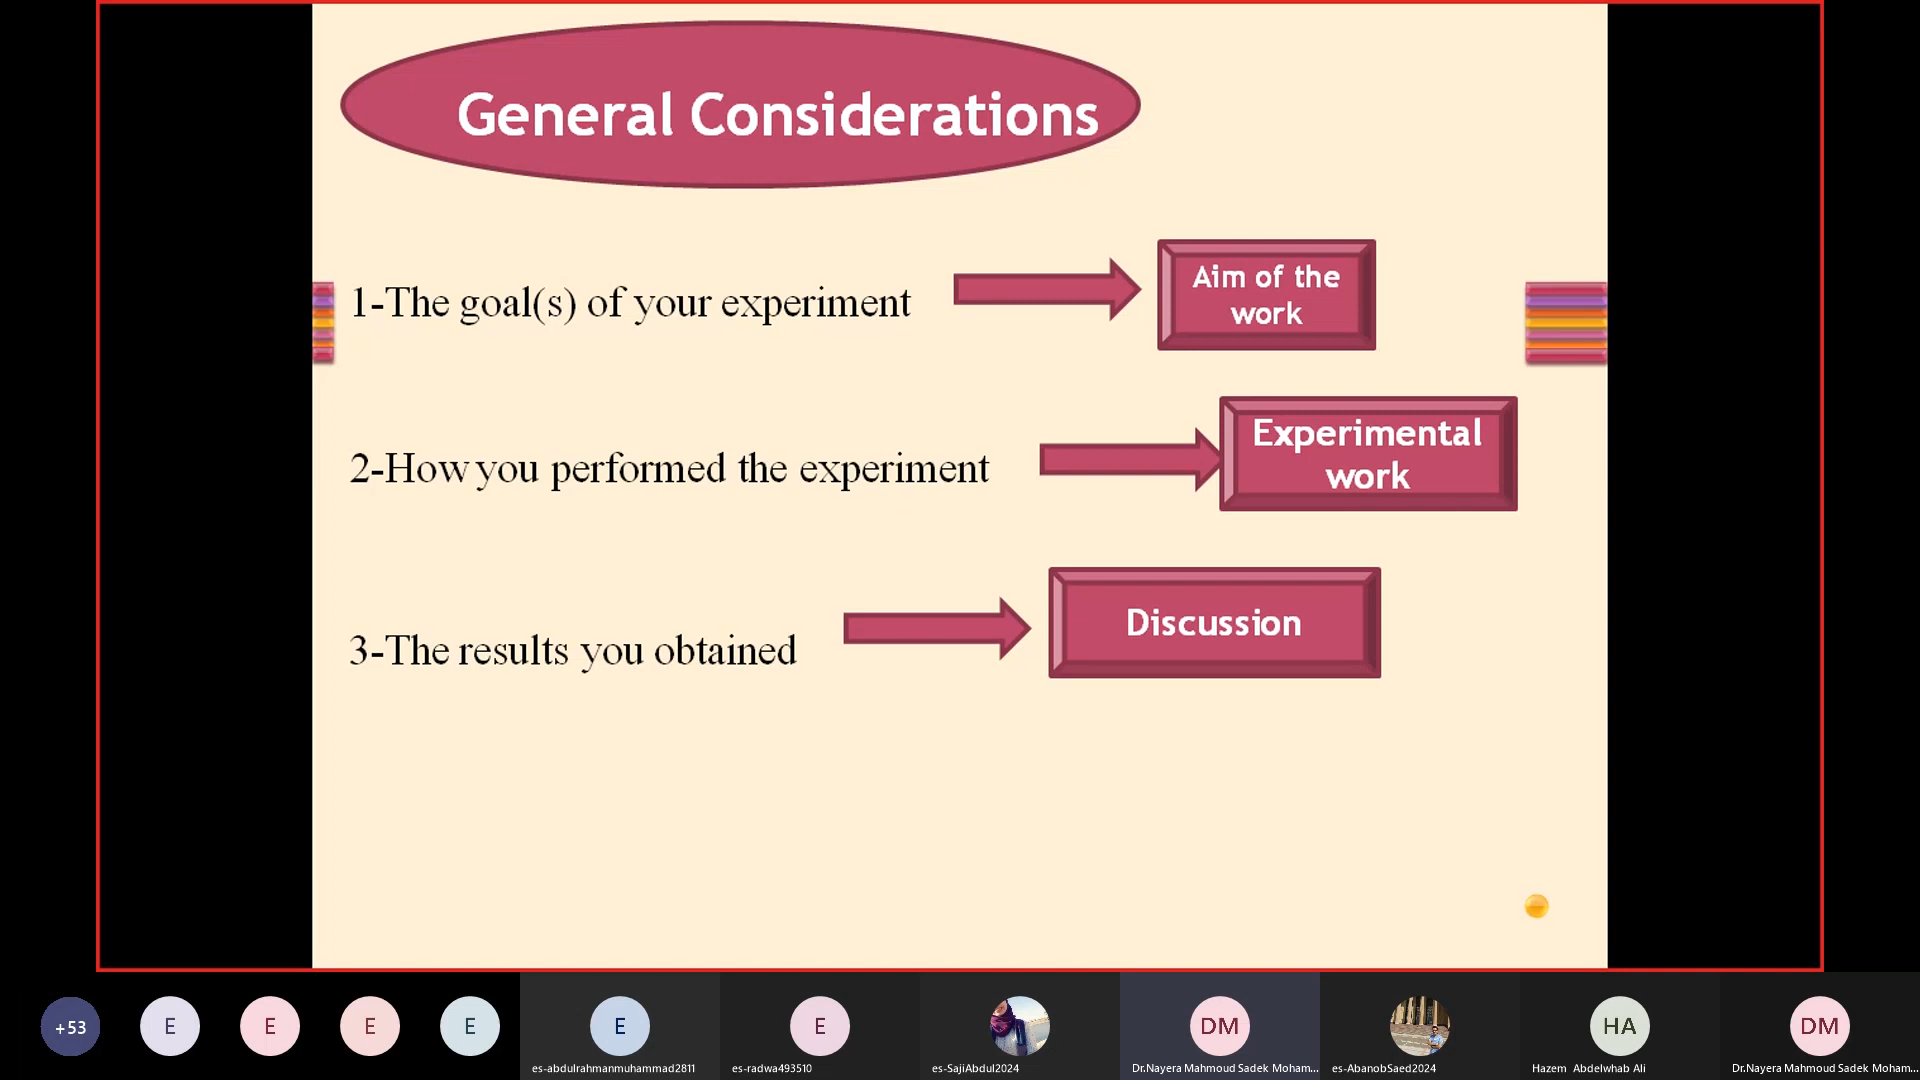 General Considerations
1-The goal(s) of your experiment
Aim of the
work
2-How you performed the experiment
Experimental
work
3-The results you obtained
Discussion
+53
E
E
E
E
E
E
DM
HA
DM
es-abdulrahmanmuhammad2811
es-radwa493510
es-SajiAbdul2024
Dr.Nayera Mahmoud Sadek Moham...
es-AbanobSaed2024
Hazem Abdelwhab Ali
Dr.Nayera Mahmoud Sadek Moham...